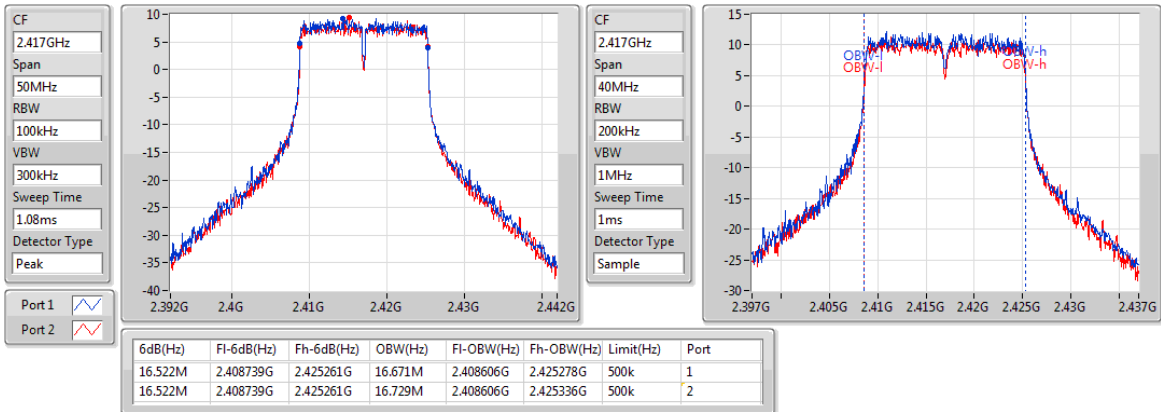 CF
2.417GHz
Span
50MHz
RBW
100kHz
VBW
300kHz
Sweep Time
1.08ms
Detector Type
Peak
Port 1
Port 2
10
5
0
-5
-10
-15
-20
-25
-30
-35
-40
2.392G 2.4G 2.41G 2.42G 2.43G 2.442G
CF
2.417GHz
Span
40MHz
RBW
200kHz
VBW
1MHz
Sweep Time
1ms
Detector Type
Sample
15
10
5
0
-5
-10
-15
-20
-25
-30
OBW-l OBW-h
OBW-l OBW-h
2.397G 2.405G 2.41G 2.415G 2.42G 2.43G 2.437G
6dB(Hz) Fl-6dB(Hz) Fh-6dB(Hz) OBW(Hz) Fl-OBW(Hz) Fh-OBW(Hz) Limit(Hz) Port
16.522M 2.408739G 2.425261G 16.671M 2.408606G 2.425278G 500k 1
16.522M 2.408739G 2.425261G 16.729M 2.408606G 2.425336G 500k 2